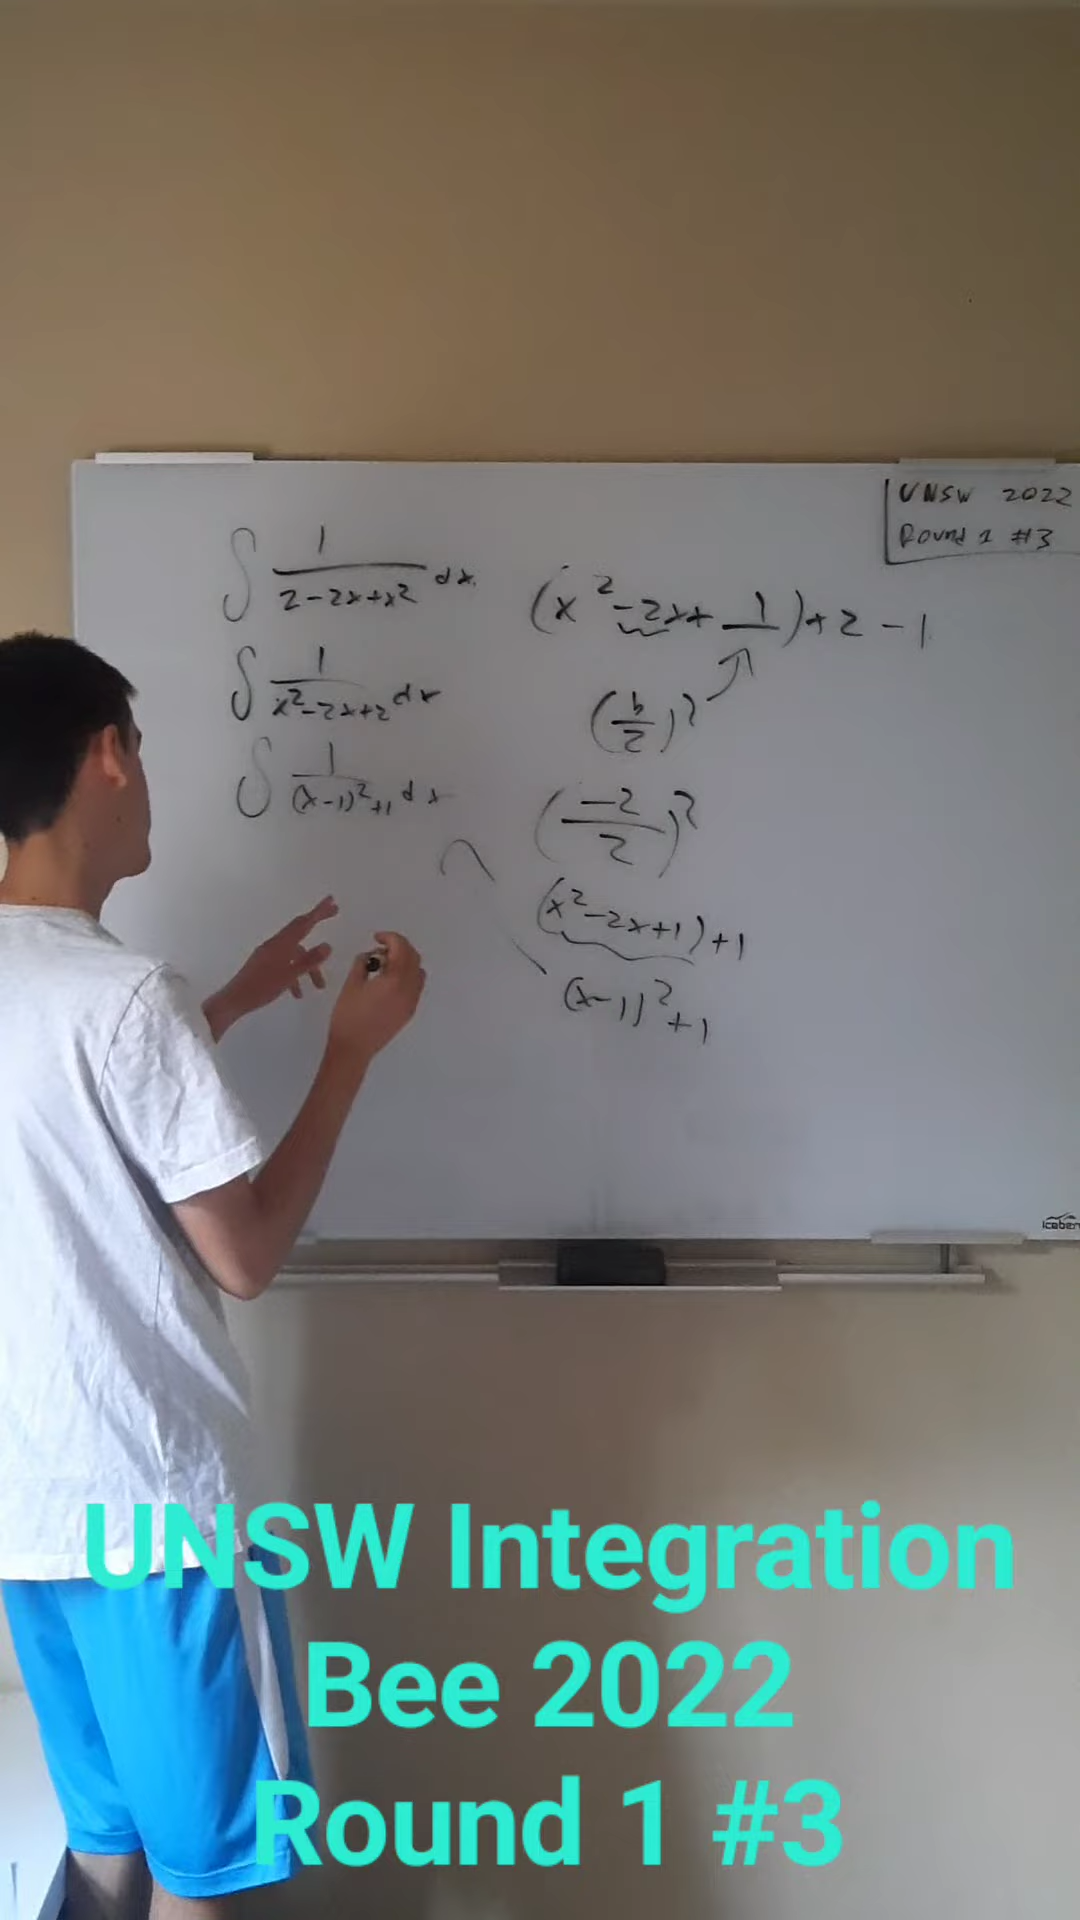 UNSW 2022
Round 1 #3
∫ 1/(2-2x+x²) dx
(x²-2x+1)+2-1
∫ 1/(x²-2x+2) dx
(b/2)²
∫ 1/((x-1)²+1) dx
(-2/2)²
(x²-2x+1)+1
(x-1)²+1
UNSW Integration
Bee 2022
Round 1 #3